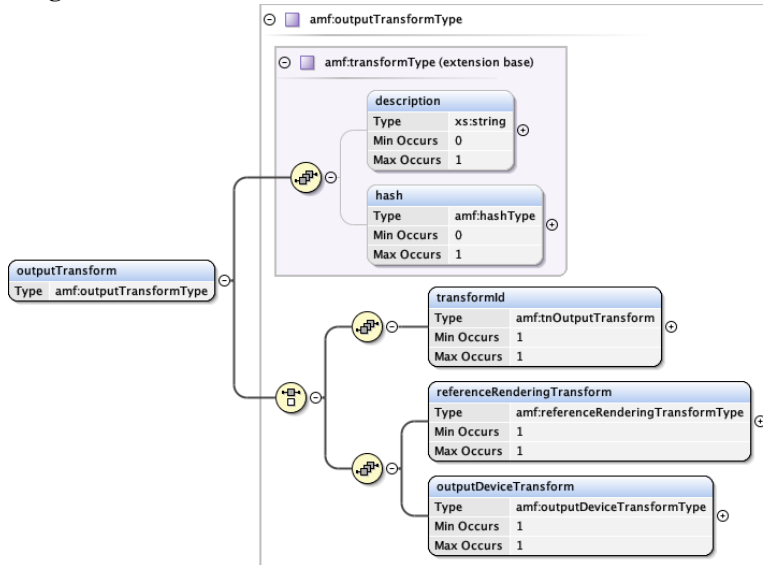 amf:outputTransformType
amf:transformType (extension base)
description
Type xs:string
Min Occurs 0
Max Occurs 1
hash
Type amf:hashType
Min Occurs 0
Max Occurs 1
outputTransform
Type amf:outputTransformType
transformId
Type amf:tnOutputTransform
Min Occurs 1
Max Occurs 1
referenceRenderingTransform
Type amf:referenceRenderingTransformType
Min Occurs 1
Max Occurs 1
outputDeviceTransform
Type amf:outputDeviceTransformType
Min Occurs 1
Max Occurs 1